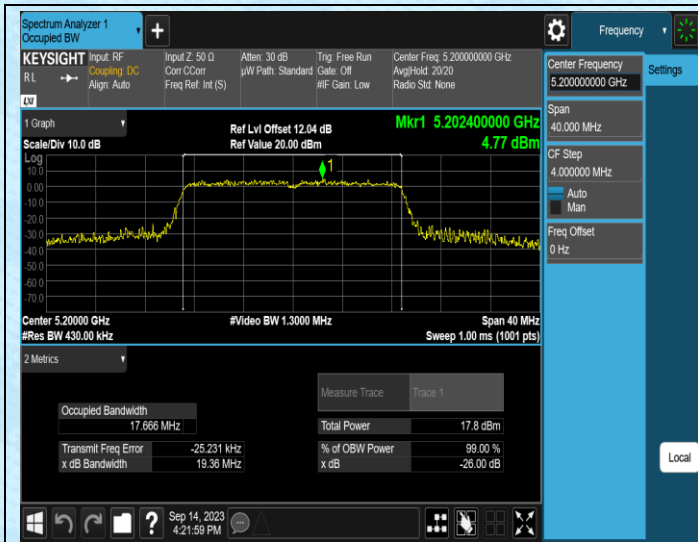 Spectrum Analyzer 1
Occupied BW
+
Frequency
KEYSIGHT
RL
LXI
Input: RF
Coupling: DC
Align: Auto
Input Z: 50 Ω
Corr CCorr
Freq Ref: Int (S)
Atten: 30 dB
µW Path: Standard
Trig: Free Run
Gate: Off
#IF Gain: Low
Center Freq: 5.200000000 GHz
Avg|Hold: 20/20
Radio Std: None
Center Frequency
5.200000000 GHz
Settings
Span
40.000 MHz
CF Step
4.000000 MHz
Auto
Man
Freq Offset
0 Hz
Local
1 Graph
Scale/Div 10.0 dB
Ref Lvl Offset 12.04 dB
Ref Value 20.00 dBm
Mkr1 5.202400000 GHz
4.77 dBm
Log
10.0
0.00
-10.0
-20.0
-30.0
-40.0
-50.0
-60.0
-70.0
1
Center 5.20000 GHz
#Res BW 430.00 kHz
#Video BW 1.3000 MHz
Span 40 MHz
Sweep 1.00 ms (1001 pts)
2 Metrics
Measure Trace Trace 1
Occupied Bandwidth
17.666 MHz
Total Power 17.8 dBm
Transmit Freq Error -25.231 kHz
% of OBW Power 99.00 %
x dB Bandwidth 19.36 MHz
x dB -26.00 dB
?
Sep 14, 2023
4:21:59 PM